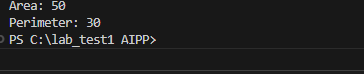 Area: 50
Perimeter: 30
PS C:\lab_test1 AIPP>